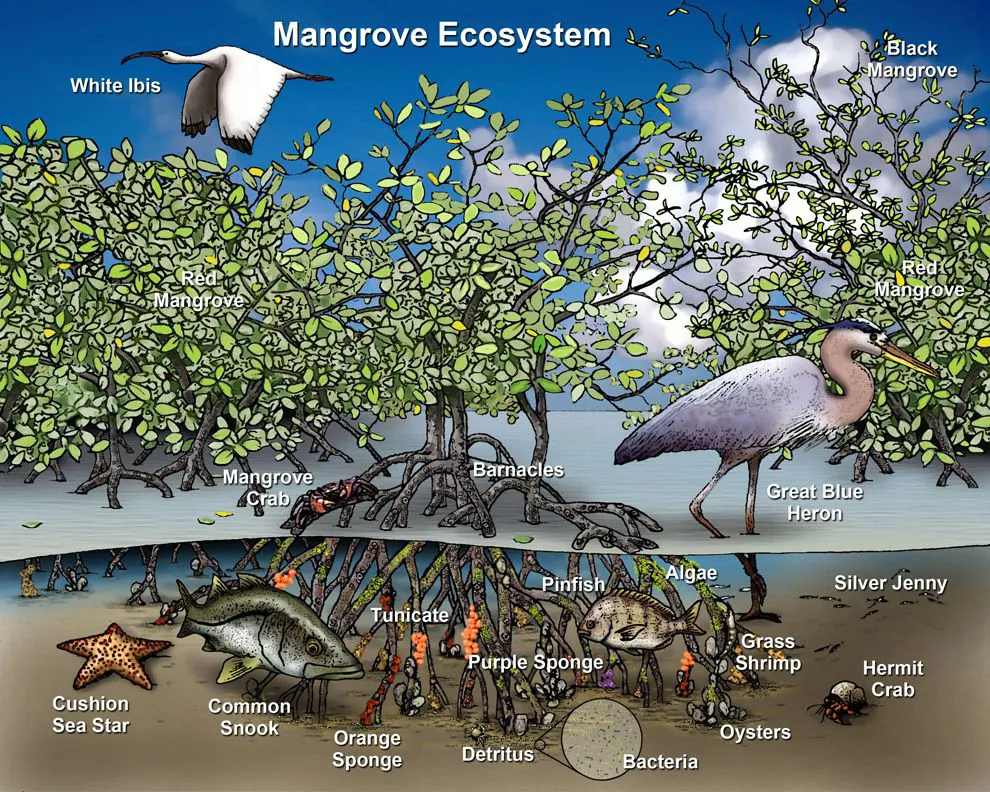 Mangrove Ecosystem
White Ibis
Black
Mangrove
Red
Mangrove
Red
Mangrove
Mangrove
Crab
Barnacles
Great Blue
Heron
Pinfish
Algae
Silver Jenny
Tunicate
Purple Sponge
Grass
Shrimp
Hermit
Crab
Cushion
Sea Star
Common
Snook
Orange
Sponge
Detritus
Bacteria
Oysters